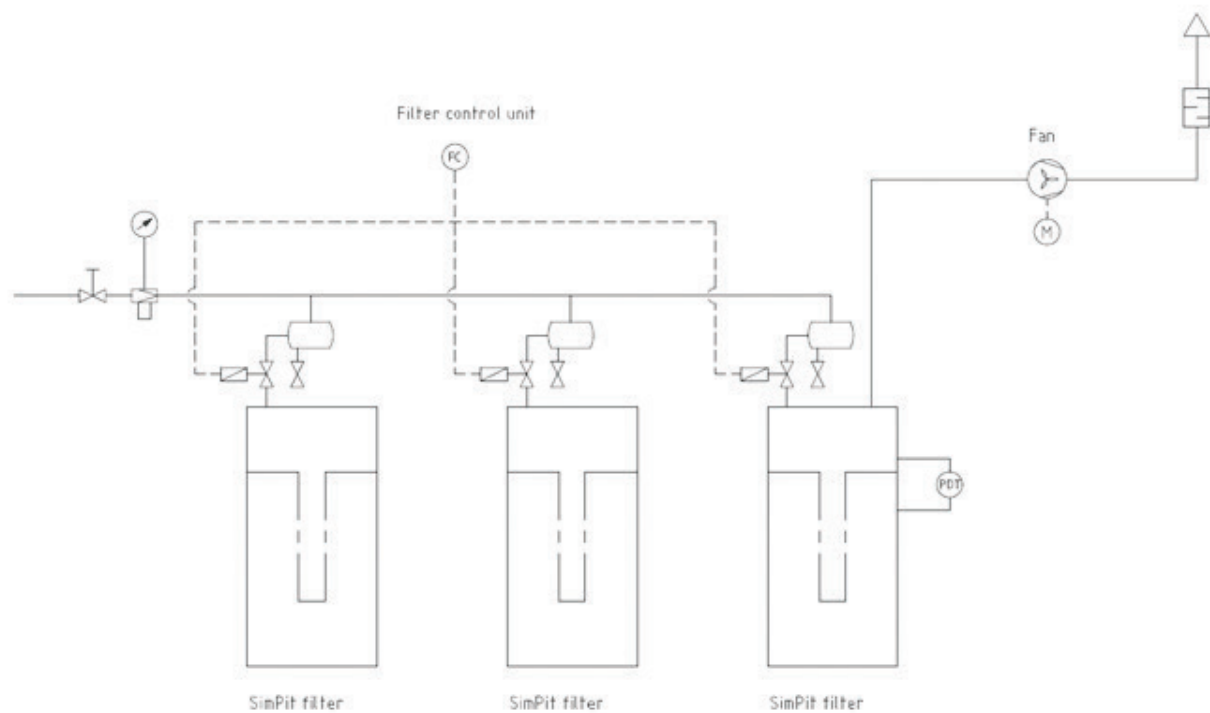 Filter control unit
FC
Fan
M
PDT
SimPit filter
SimPit filter
SimPit filter